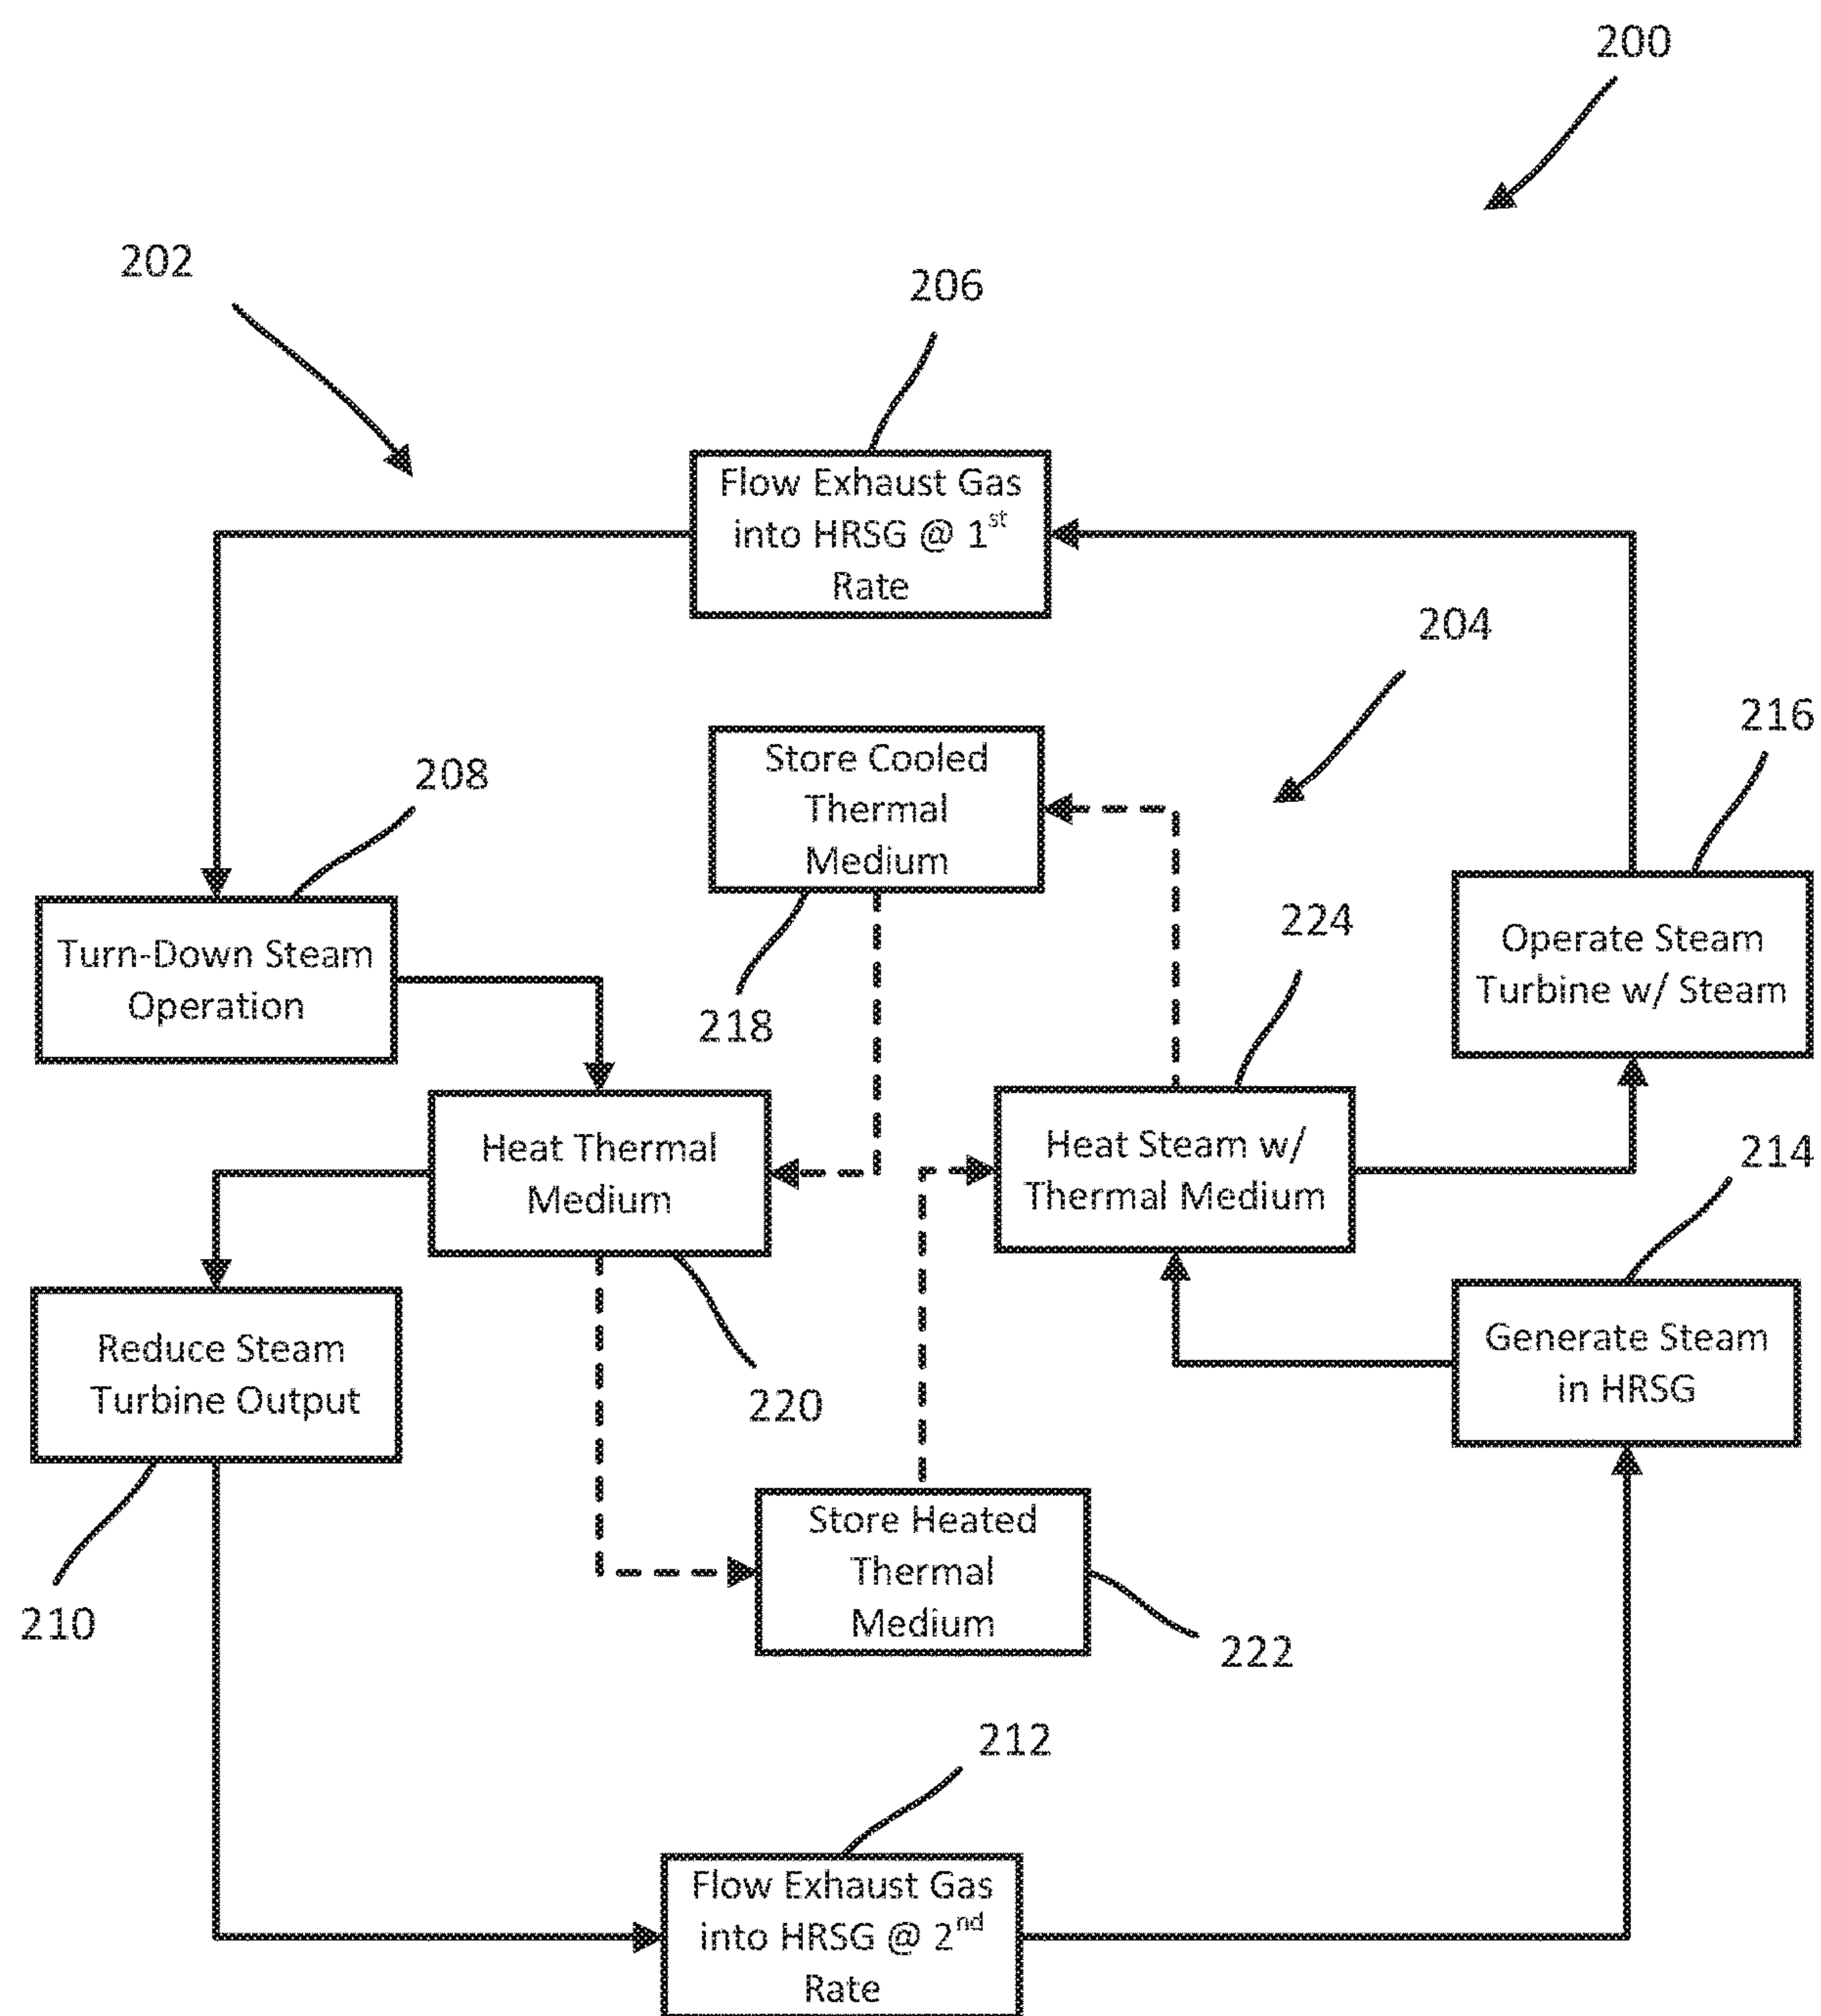 200
202
206
Flow Exhaust Gas
into HRSG @ 1st
Rate
204
216
Store Cooled
Thermal
Medium
208
224
Operate Steam
Turbine w/ Steam
Turn-Down Steam
Operation
218
214
Heat Thermal
Medium
Heat Steam w/
Thermal Medium
Generate Steam
in HRSG
Reduce Steam
Turbine Output
220
Store Heated
Thermal
Medium
210
222
212
Flow Exhaust Gas
into HRSG @ 2nd
Rate